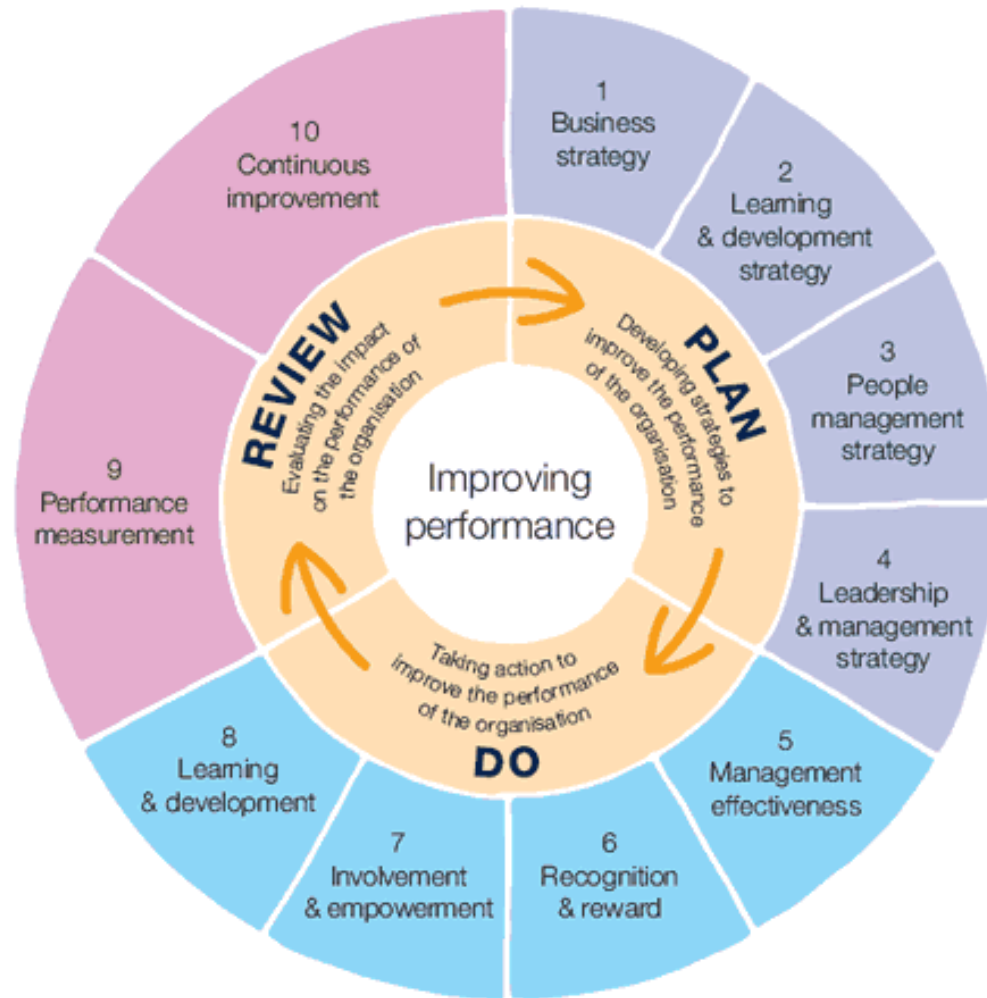 1
Business
strategy
2
Learning
& development
strategy
3
People
management
strategy
4
Leadership
& management
strategy
5
Management
effectiveness
6
Recognition
& reward
7
Involvement
& empowerment
8
Learning
& development
9
Performance
measurement
10
Continuous
improvement
PLAN
Developing strategies to
improve the performance
of the organisation
Taking action to
improve the performance
of the organisation
DO
REVIEW
Evaluating the impact
on the performance of
the organisation
Improving
performance